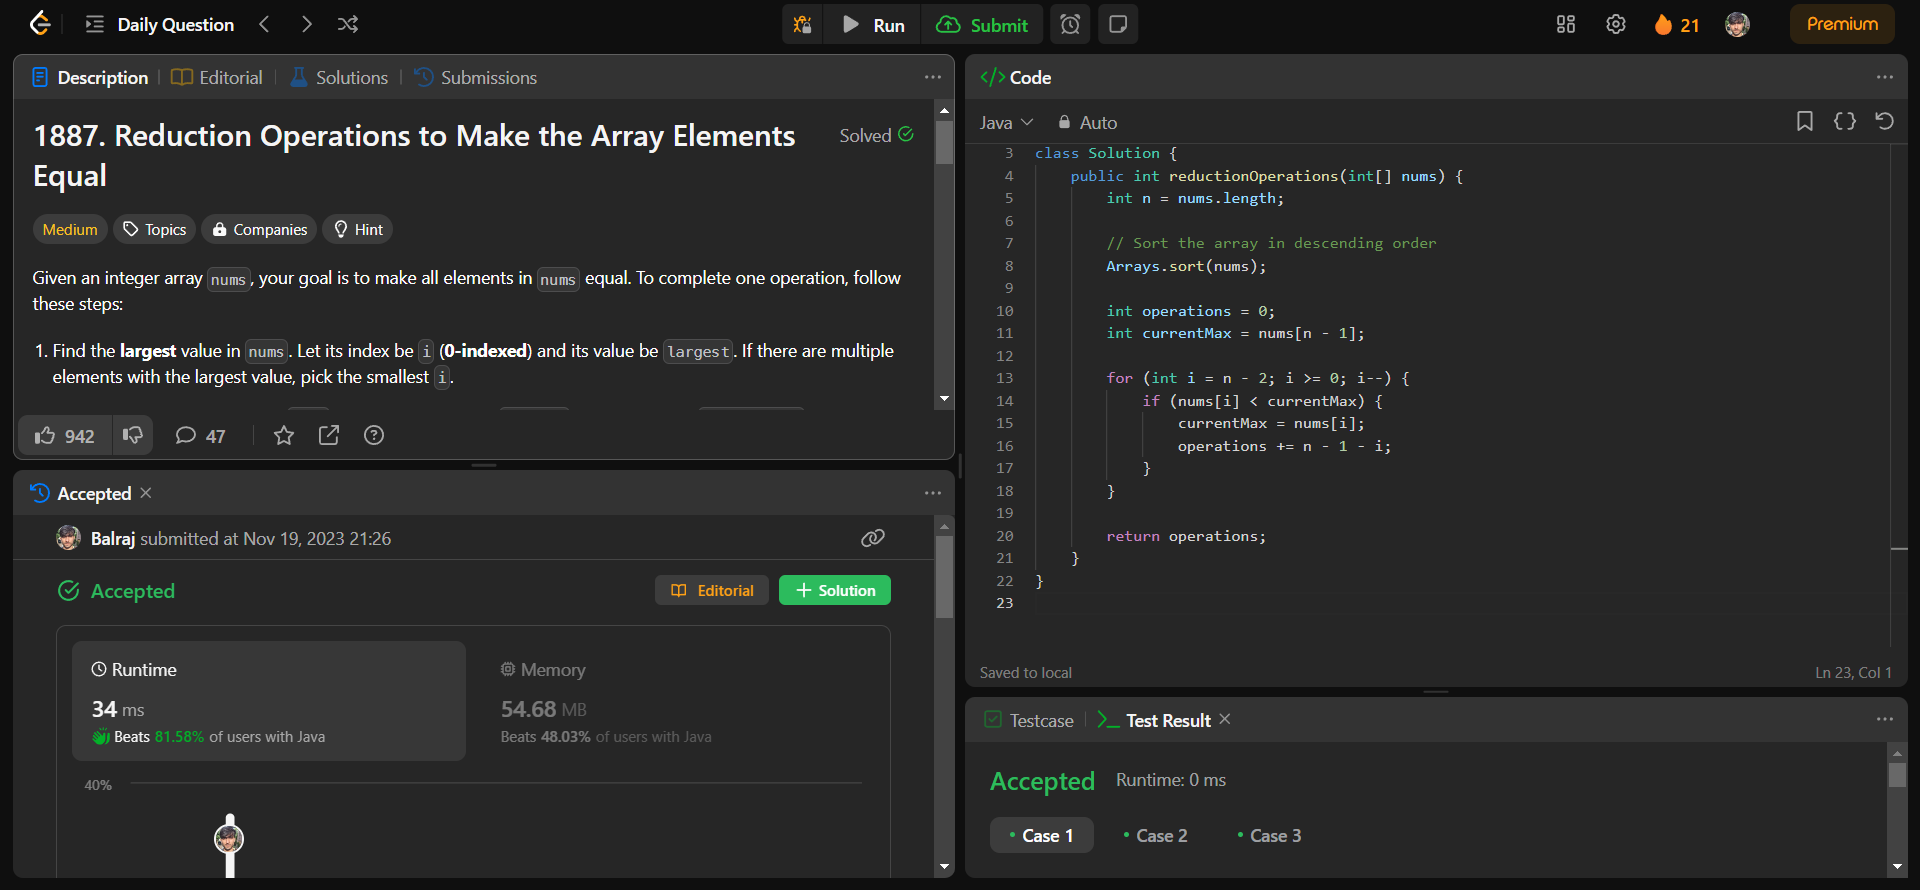 Daily Question
Run
Submit
21
Premium
Description
Editorial
Solutions
Submissions
1887. Reduction Operations to Make the Array Elements
Equal
Solved
Medium
Topics
Companies
Hint
Given an integer array nums, your goal is to make all elements in nums equal. To complete one operation, follow
these steps:
1. Find the largest value in nums. Let its index be i (0-indexed) and its value be largest. If there are multiple
elements with the largest value, pick the smallest i.
942
47
Accepted
Balraj submitted at Nov 19, 2023 21:26
Accepted
Editorial
Solution
Runtime
34 ms
Beats 81.58% of users with Java
Memory
54.68 MB
Beats 48.03% of users with Java
40%
</> Code
Java
Auto
3 class Solution {
4 public int reductionOperations(int[] nums) {
5 int n = nums.length;
6
7 // Sort the array in descending order
8 Arrays.sort(nums);
9
10 int operations = 0;
11 int currentMax = nums[n - 1];
12
13 for (int i = n - 2; i >= 0; i--) {
14 if (nums[i] < currentMax) {
15 currentMax = nums[i];
16 operations += n - 1 - i;
17 }
18 }
19
20 return operations;
21 }
22 }
23
Saved to local
Ln 23, Col 1
Testcase
Test Result
Accepted
Runtime: 0 ms
Case 1
Case 2
Case 3